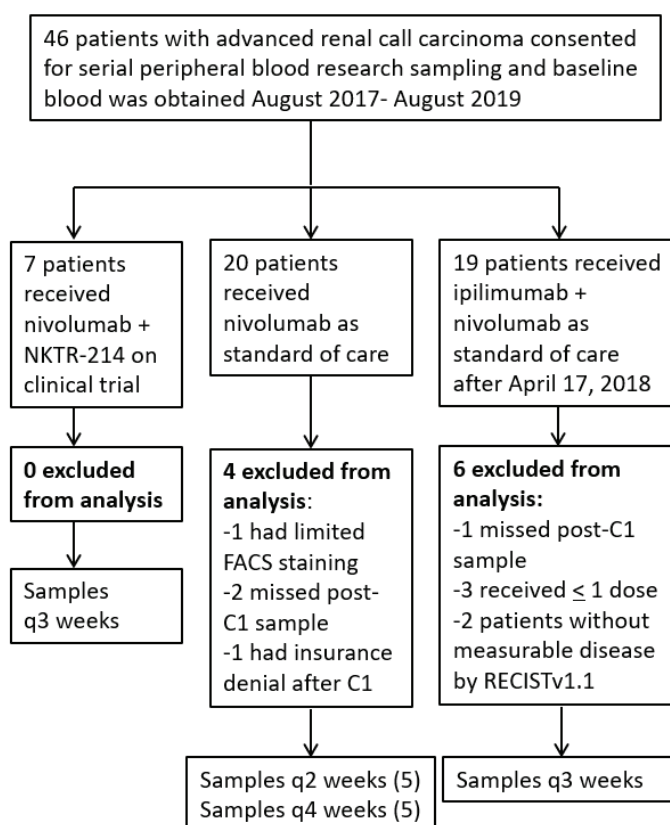 46 patients with advanced renal call carcinoma consented
for serial peripheral blood research sampling and baseline
blood was obtained August 2017- August 2019
7 patients
received
nivolumab +
NKTR-214 on
clinical trial
20 patients
received
nivolumab as
standard of care
19 patients received
ipilimumab +
nivolumab as
standard of care
after April 17, 2018
0 excluded
from analysis
4 excluded from
analysis:
-1 had limited
FACS staining
-2 missed post-
C1 sample
-1 had insurance
denial after C1
6 excluded from
analysis:
-1 missed post-C1
sample
-3 received ≤ 1 dose
-2 patients without
measurable disease
by RECISTv1.1
Samples
q3 weeks
Samples q2 weeks (5)
Samples q4 weeks (5)
Samples q3 weeks